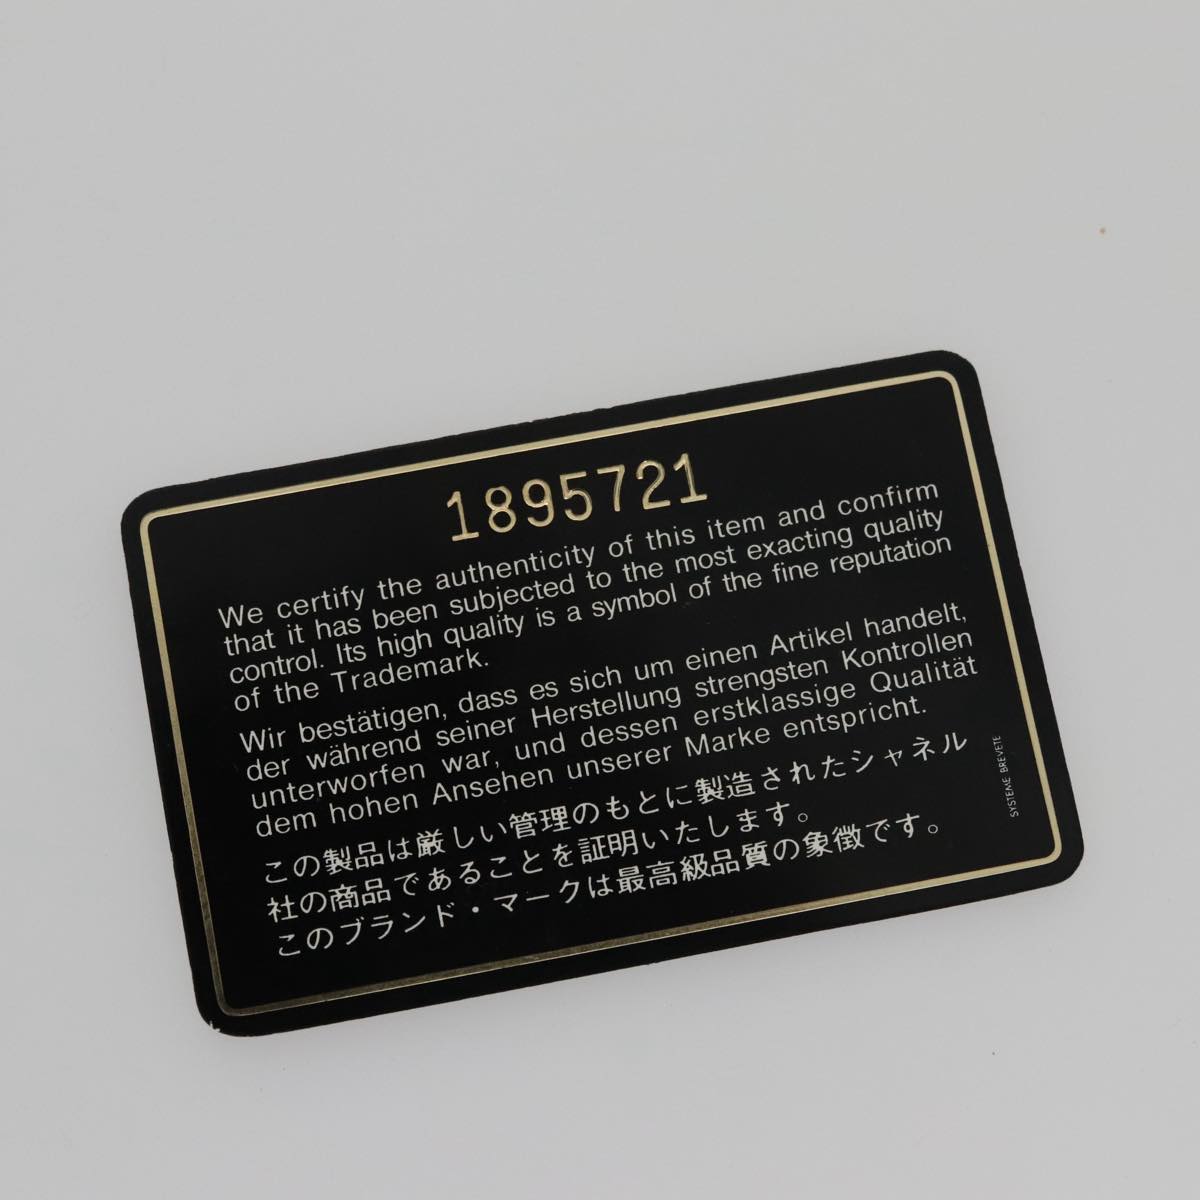 1895721
We certify the authenticity of this item and confirm
that it has been subjected to the most exacting quality
control. Its high quality is a symbol of the fine reputation
of the Trademark.
Wir bestätigen, dass es sich um einen Artikel handelt,
der während seiner Herstellung strengsten Kontrollen
unterworfen war, und dessen erstklassige Qualität
dem hohen Ansehen unserer Marke entspricht.
この製品は厳しい管理のもとに製造されたシャネル
社の商品であることを証明いたします。
このブランド・マークは最高級品質の象徴です。
SYSTEME BREVETE